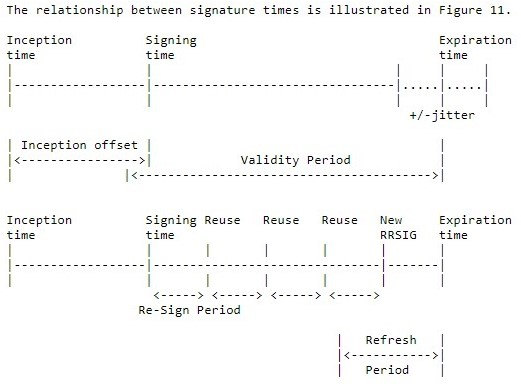 The relationship between signature times is illustrated in Figure 11.
Inception Signing Expiration
time time time
+/-jitter
Inception offset
Validity Period
Inception Signing Reuse Reuse Reuse New Expiration
time time RRSIG time
Re-Sign Period
Refresh
Period